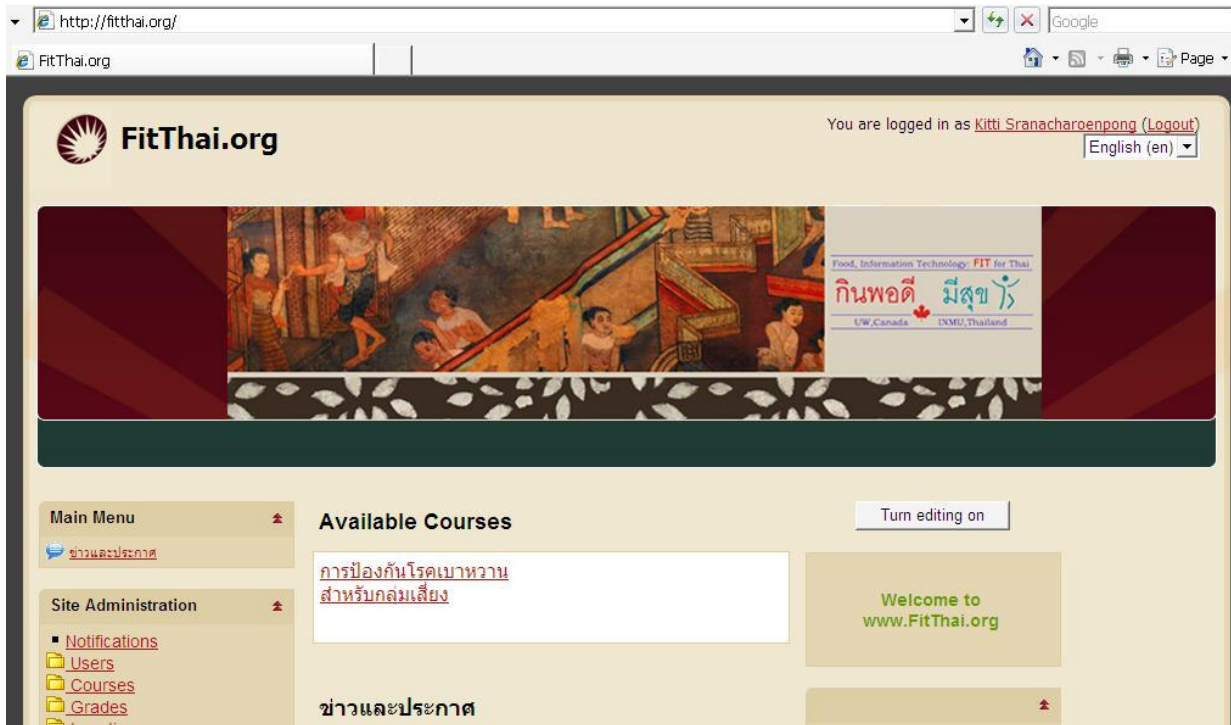 http://fitthai.org/
Google
FitThai.org
Page
FitThai.org
You are logged in as Kitti Sranacharoenpong (Logout)
English (en)
Food, Information Technology: FIT for Thai
กินพอดี มีสุข
UW,Canada INMU,Thailand
Main Menu
ข่าวและประกาศ
Site Administration
Notifications
Users
Courses
Grades
Available Courses
การป้องกันโรคเบาหวาน
สำหรับกลุ่มเสี่ยง
ข่าวและประกาศ
Turn editing on
Welcome to
www.FitThai.org